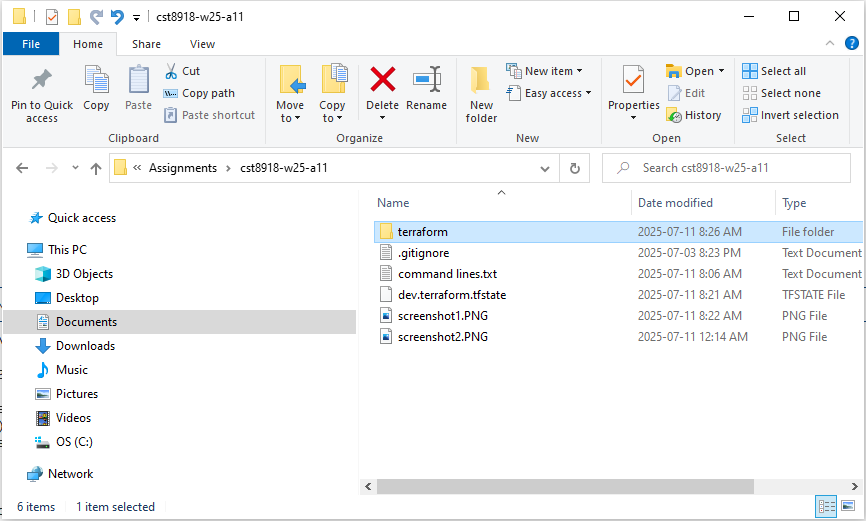 cst8918-w25-a11
File Home Share View
Pin to Quick access
Copy
Paste
Cut
Copy path
Paste shortcut
Clipboard
Move to
Copy to
Delete
Rename
Organize
New folder
New item
Easy access
New
Properties
Open
Edit
History
Open
Select all
Select none
Invert selection
Select
« Assignments › cst8918-w25-a11
Search cst8918-w25-a11
Quick access
This PC
3D Objects
Desktop
Documents
Downloads
Music
Pictures
Videos
OS (C:)
Network
Name Date modified Type
terraform 2025-07-11 8:26 AM File folder
.gitignore 2025-07-03 8:23 PM Text Document
command lines.txt 2025-07-11 8:06 AM Text Document
dev.terraform.tfstate 2025-07-11 8:21 AM TFSTATE File
screenshot1.PNG 2025-07-11 8:22 AM PNG File
screenshot2.PNG 2025-07-11 12:14 AM PNG File
6 items 1 item selected